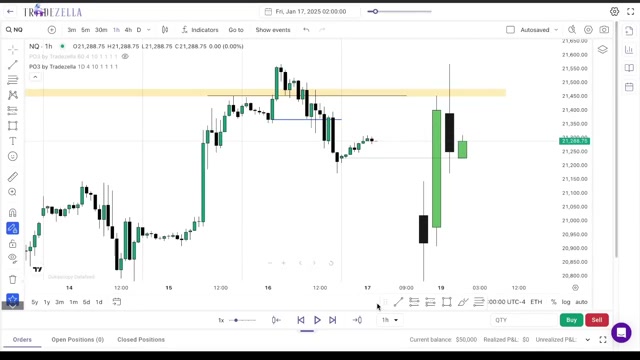 TRADEZELLA
Fri, Jan 17, 2025 02:00:00
NQ
3m 5m 30m 1h 4h D
Indicators
Go to
Show events
Autosaved
NQ · 1h O21,288.75 H21,288.75 L21,288.75 C21,288.75 0.00 (0.00%)
PO3 by Tradezella 1D 4 10 1 1 1 1
21,650.00
21,600.00
21,550.00
21,500.00
21,450.00
21,400.00
21,350.00
21,288.75
21,250.00
21,200.00
21,150.00
21,100.00
21,050.00
21,000.00
20,950.00
20,900.00
20,850.00
20,800.00
14 12:00 15 12:00 16 12:00 17 09:00 19 03:00 12:00
5y 1y 3m 1m 5d 1d
:00:00 UTC-4 ETH % log auto
1x
1h
QTY
Buy
Sell
Orders
Open Positions (0)
Closed Positions
Current balance: $50,000 Realized P&L: $0 Unrealized P&L: